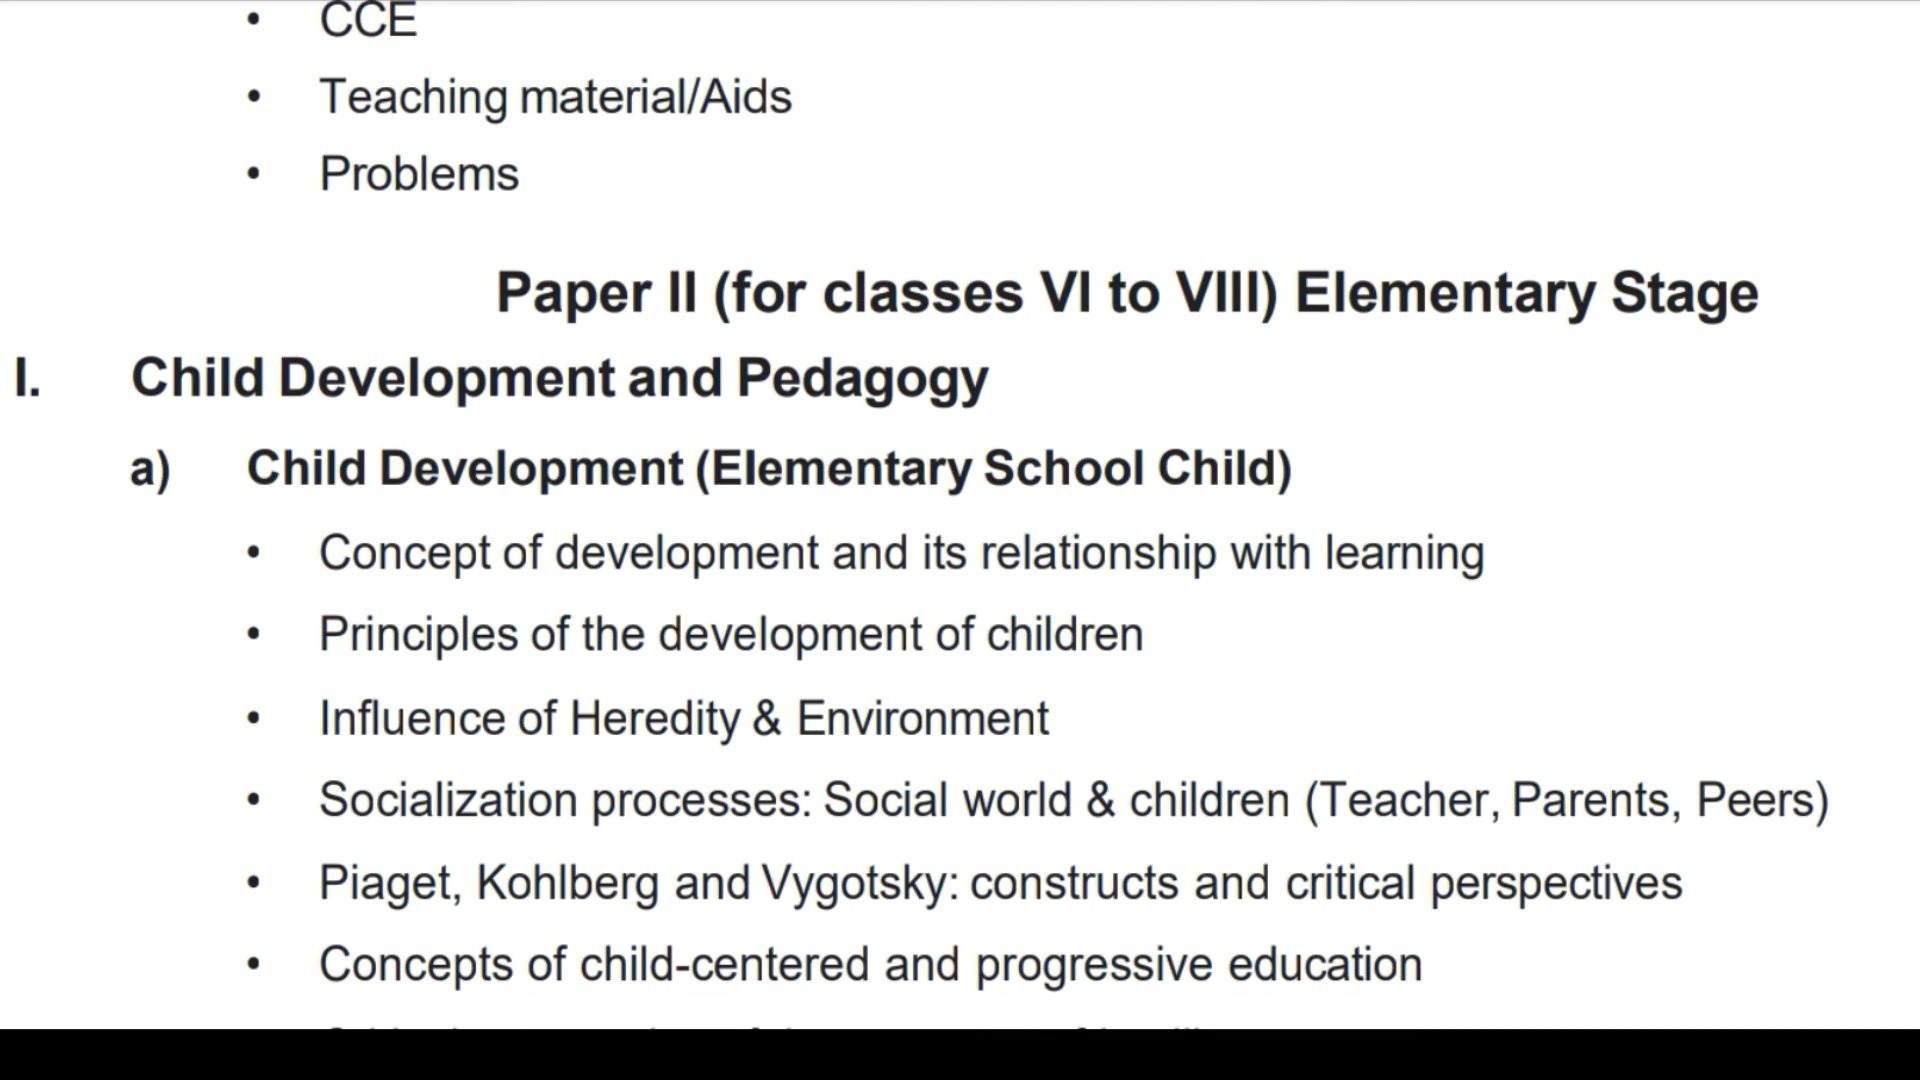 • CCE
• Teaching material/Aids
• Problems
Paper II (for classes VI to VIII) Elementary Stage
I. Child Development and Pedagogy
a) Child Development (Elementary School Child)
• Concept of development and its relationship with learning
• Principles of the development of children
• Influence of Heredity & Environment
• Socialization processes: Social world & children (Teacher, Parents, Peers)
• Piaget, Kohlberg and Vygotsky: constructs and critical perspectives
• Concepts of child-centered and progressive education